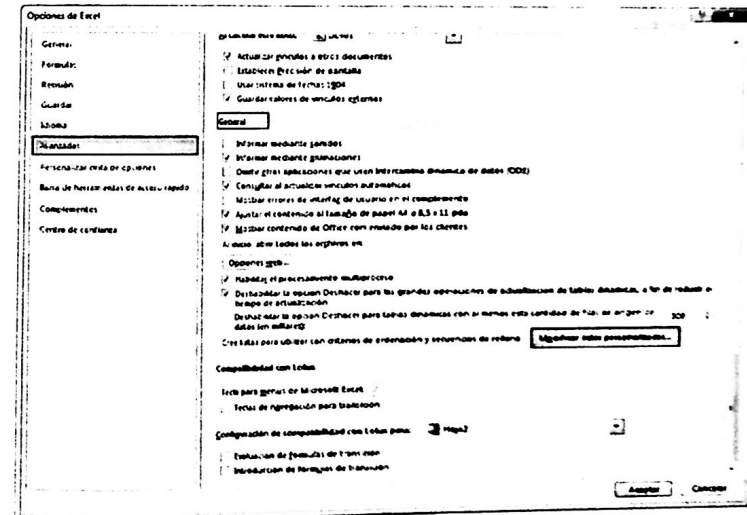 Opciones de Excel
General
Fórmulas
Revisión
Guardar
Idioma
Avanzadas
Personalizar cinta de opciones
Barra de herramientas de acceso rápido
Complementos
Centro de confianza
Actualizar vínculos a otros documentos
Establecer precisión de pantalla
Usar sistema de fechas 1904
Guardar valores de vínculos externos
General
Informar mediante sonidos
Informar mediante animaciones
Omitir otras aplicaciones que usen Intercambio dinámico de datos (DDE)
Consultar al actualizar vínculos automáticos
Mostrar errores de interfaz de usuario en el complemento
Ajustar el contenido al tamaño de papel A4 o 8,5 x 11 pda
Mostrar contenido de Office.com enviado por los clientes
Al inicio, abrir todos los archivos en
Opciones web...
Habilitar el procesamiento multiproceso
Deshabilitar la opción Deshacer para las grandes operaciones de actualización de tablas dinámicas, a fin de reducir e
tiempo de actualización
Deshabilitar la opción Deshacer para tablas dinámicas con al menos esta cantidad de filas de origen de
datos (en millares): 300
Cree listas para utilizar con criterios de ordenación y secuencias de relleno: Modificar listas personalizadas...
Compatibilidad con Lotus
Tecla para menús de Microsoft Excel: /
Teclas de navegación para transición
Configuración de compatibilidad con Lotus para: Hoja2
Evaluación de fórmulas de transición
Introducción de fórmulas de transición
Aceptar Cancelar